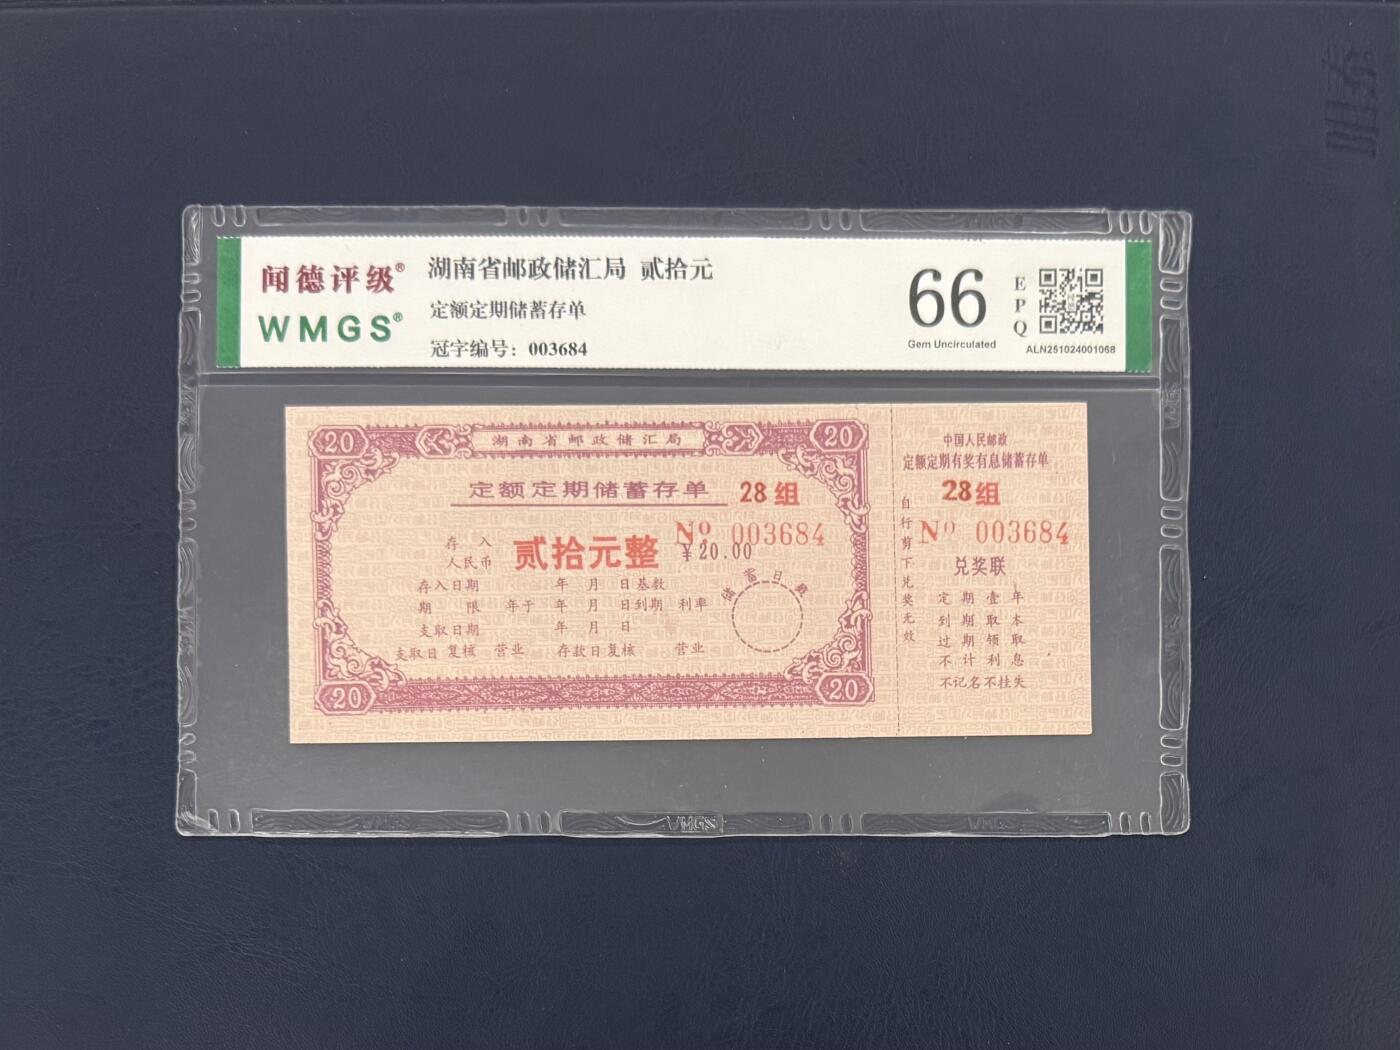 闻德评级®
WMGS®
湖南省邮政储汇局 贰拾元
定额定期储蓄存单
冠字编号：003684
66
Gem Uncirculated
EPQ
ALN251024001068
20
湖南省邮政储汇局
20
定额定期储蓄存单
28 组
No 003684
存入
人民币
贰拾元整
¥20.00
存入日期 年 月 日 基数
期 限 年于 年 月 日到期 利率
支取日期 年 月 日
支取日 复核 营业 存款日 复核 营业
储蓄日戳
20
20
自行剪下兑奖无效
中国人民邮政
定额定期有奖有息储蓄存单
28组
No 003684
兑奖联
定期壹年
到期取本
过期领取
不计利息
不记名不挂失
WMGS
WMGS
WMGS